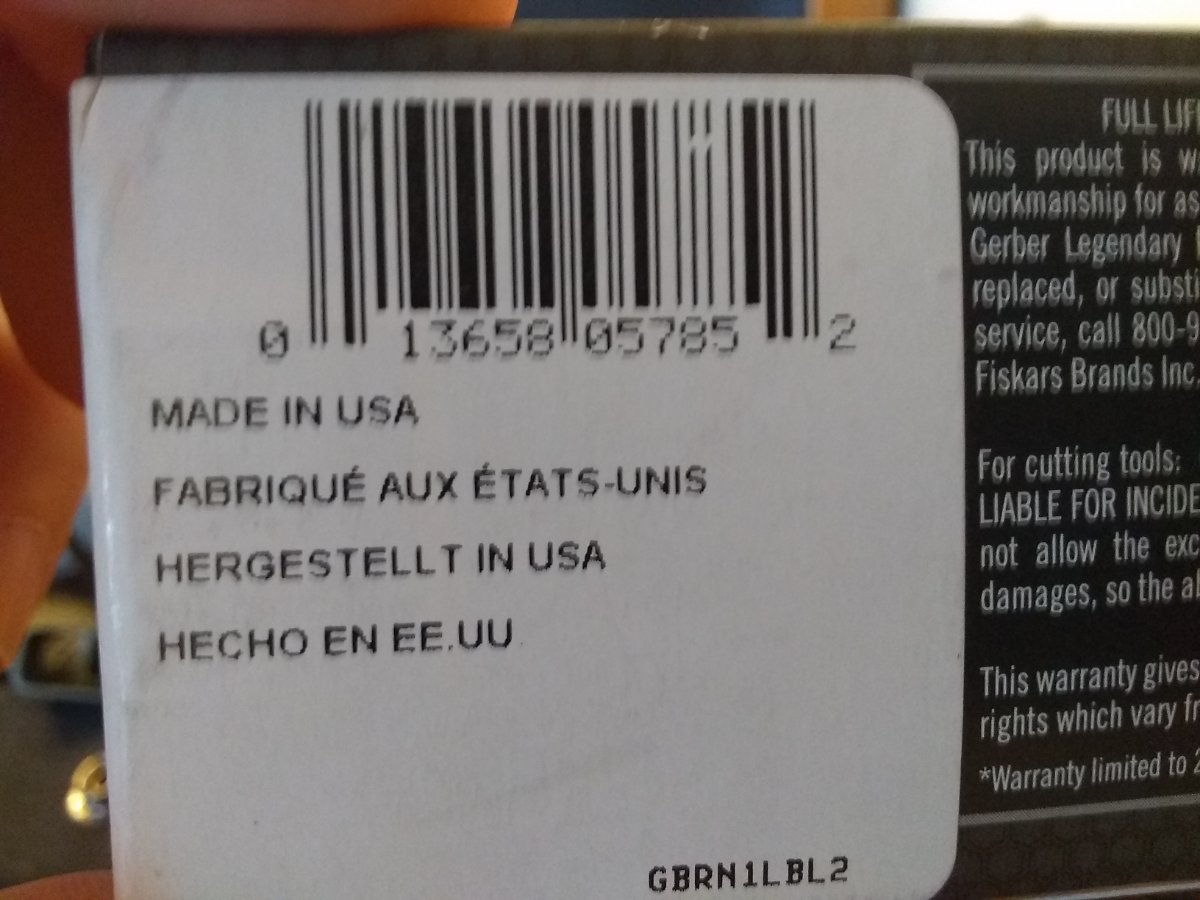 0 13658 05785 2
MADE IN USA
FABRIQUÉ AUX ÉTATS-UNIS
HERGESTELLT IN USA
HECHO EN EE.UU
GBRN1LBL2
FULL
This product is
workmanship for as
Gerber Legendary
replaced, or
service, call
Fiskars Brands Inc.
For cutting tools:
LIABLE FOR
not allow the
damages, so the
This warranty gives
rights which vary
*Warranty limited to